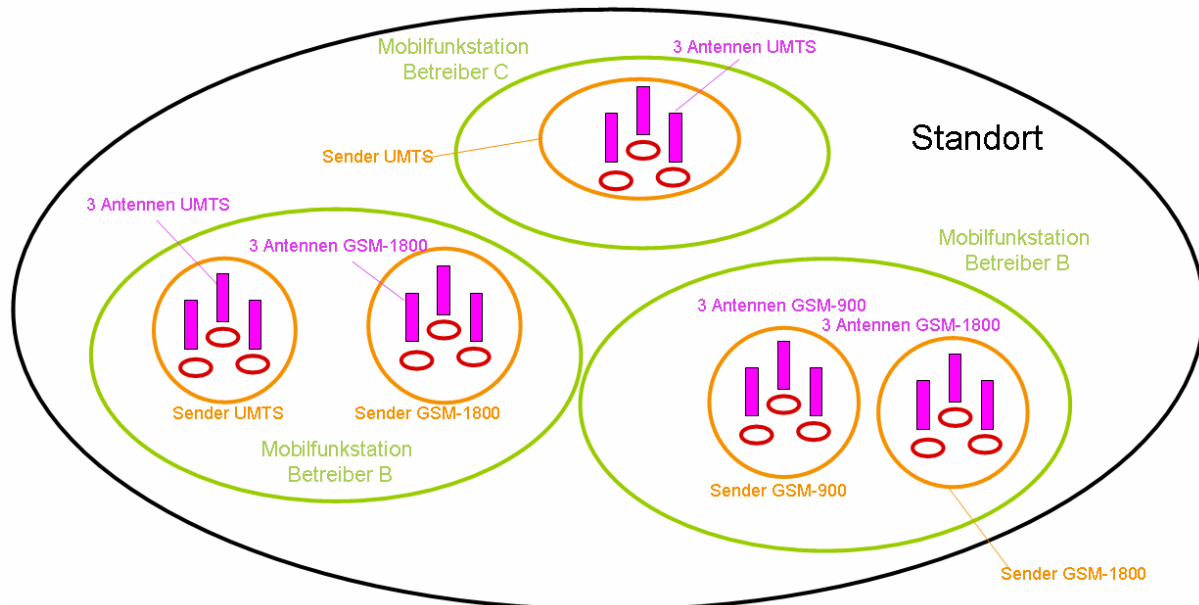 Mobilfunkstation
Betreiber C
3 Antennen UMTS
Standort
Sender UMTS
3 Antennen UMTS
3 Antennen GSM-1800
Sender UMTS
Sender GSM-1800
Mobilfunkstation
Betreiber B
Mobilfunkstation
Betreiber B
3 Antennen GSM-900
3 Antennen GSM-1800
Sender GSM-900
Sender GSM-1800